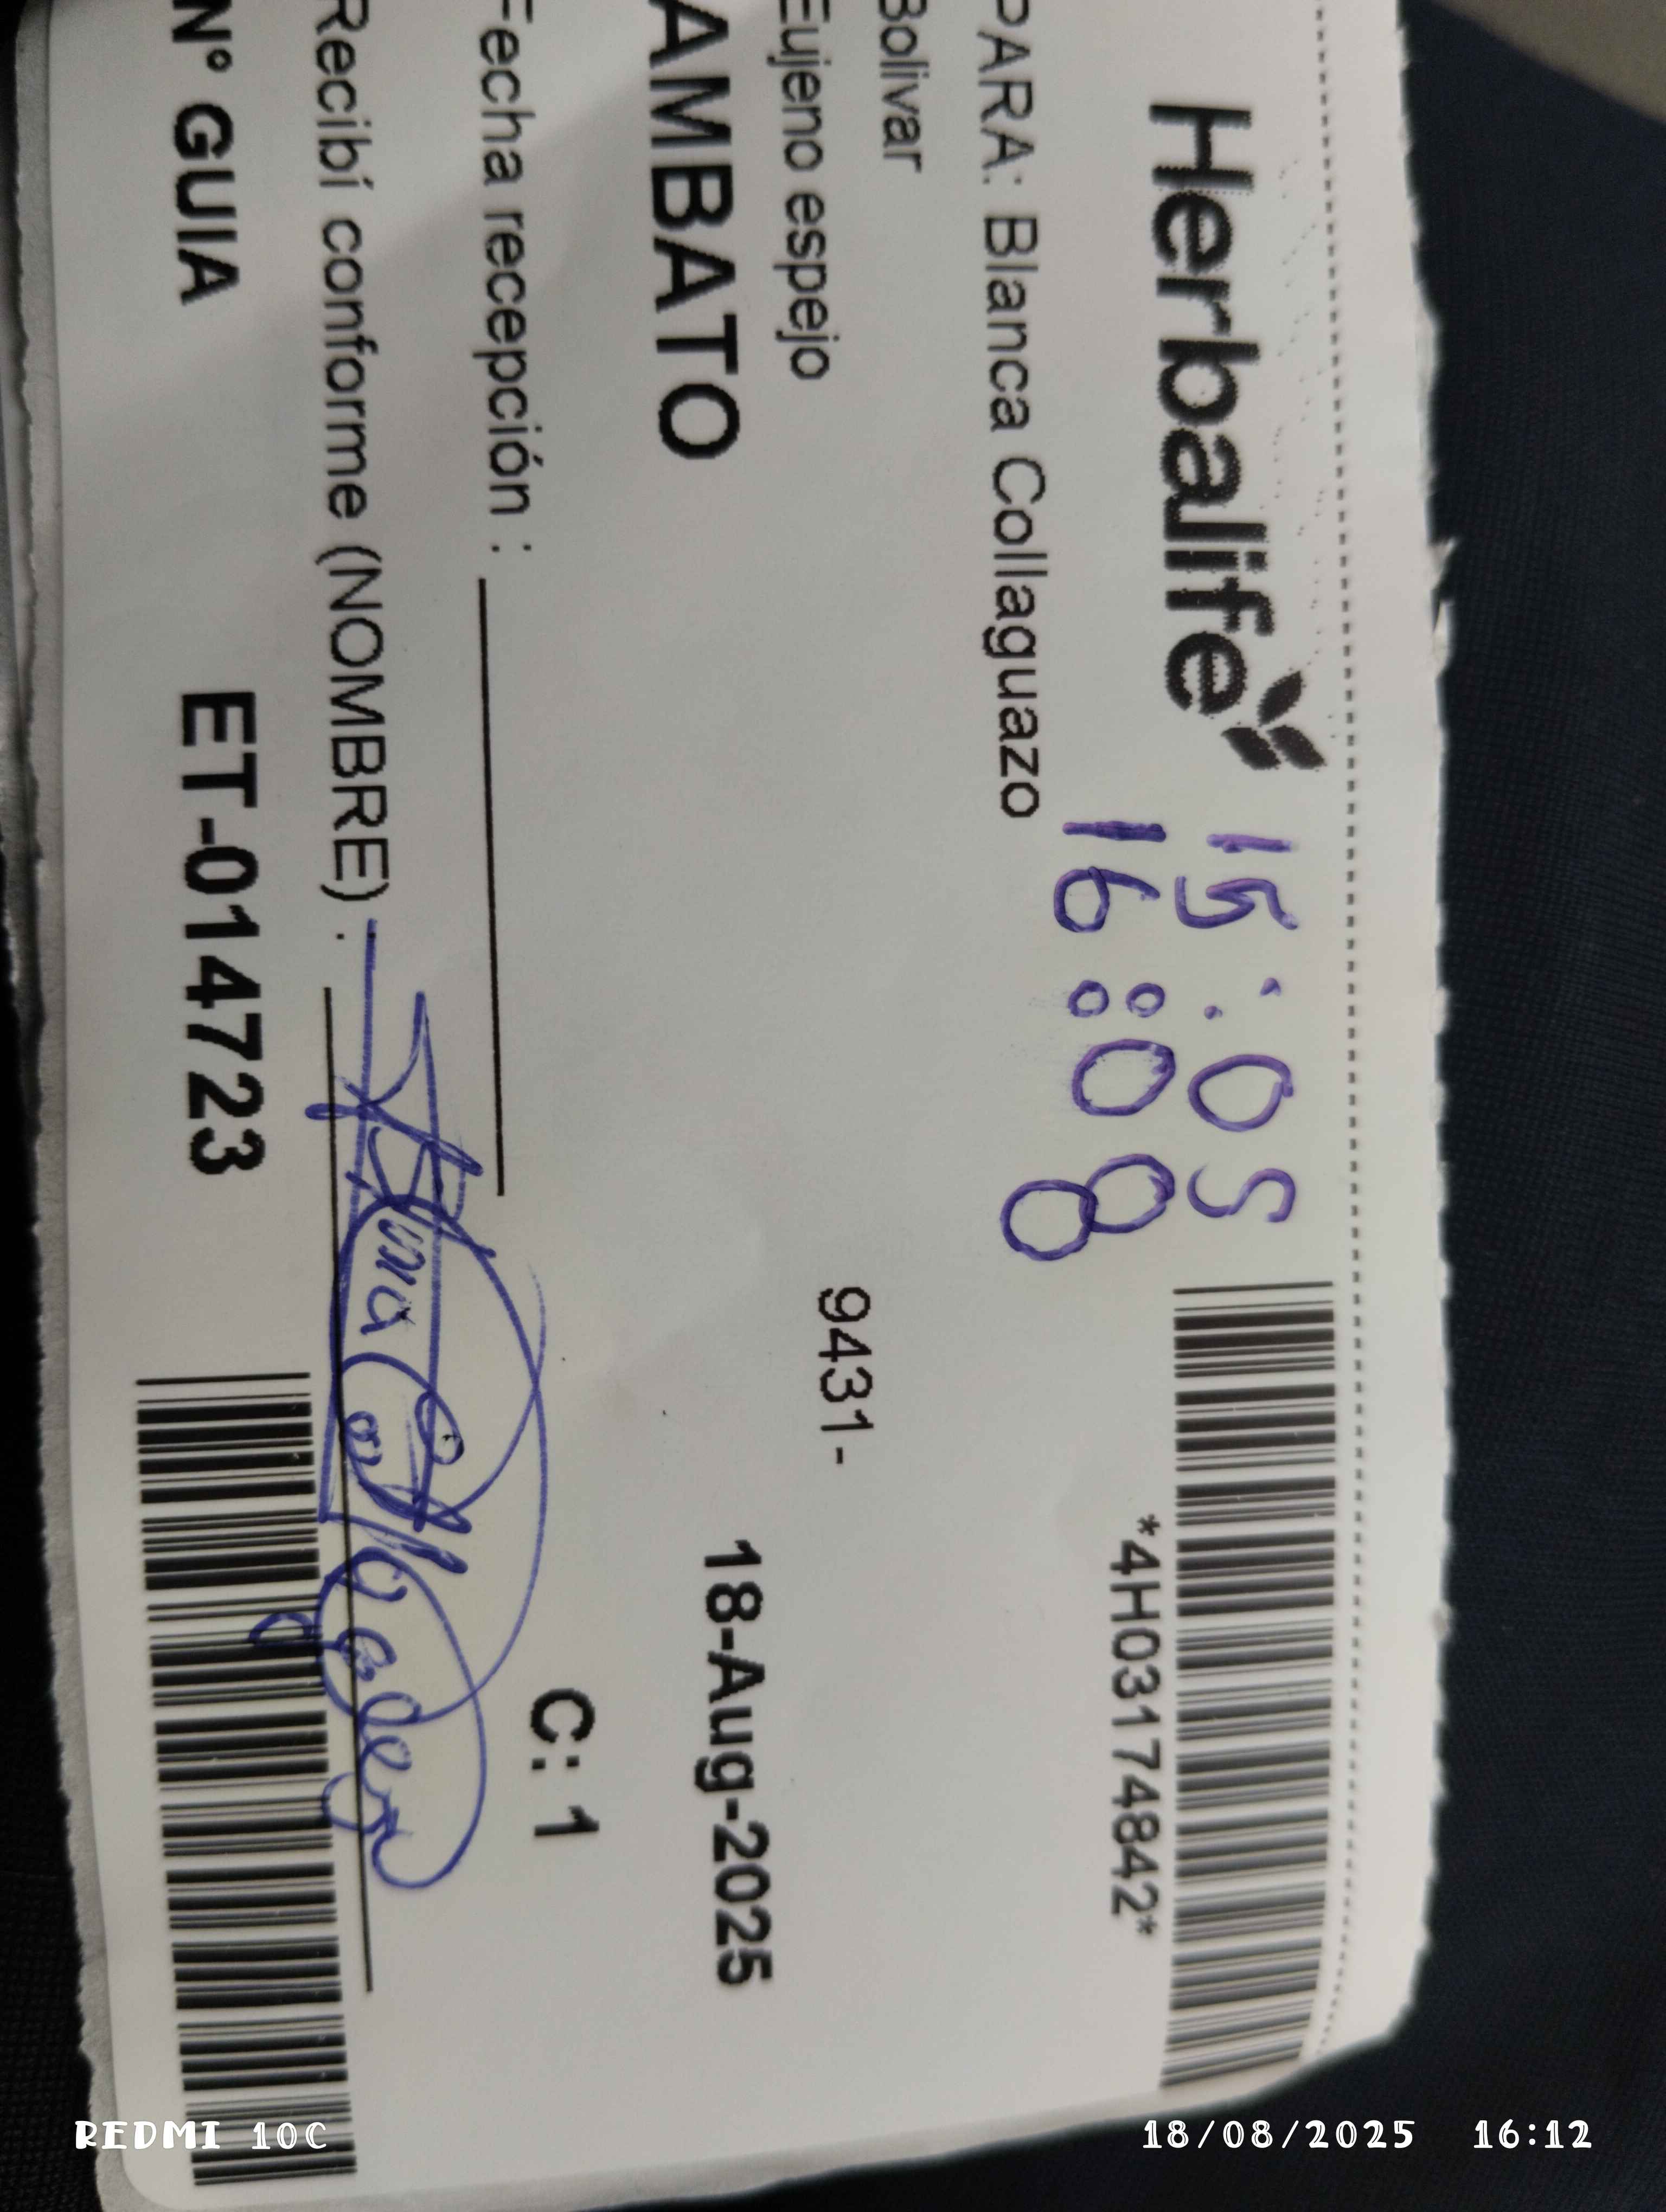 Herbalife
15:05
16:08
*4H03174842*
PARA: Blanca Collaguazo
Bolivar
9431-
Eujeno espejo
AMBATO
18-Aug-2025
Fecha recepción :
C: 1
Recibí conforme (NOMBRE) :
N° GUIA
ET-014723
REDMI 10C
18/08/2025 16:12